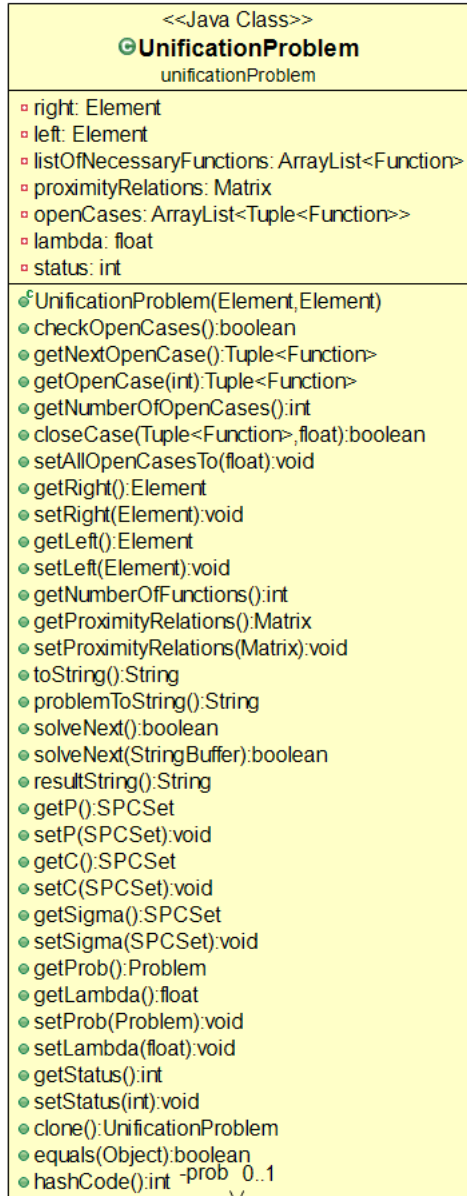 <<Java Class>>
UnificationProblem
unificationProblem
right: Element
left: Element
listOfNecessaryFunctions: ArrayList<Function>
proximityRelations: Matrix
openCases: ArrayList<Tuple<Function>>
lambda: float
status: int
UnificationProblem(Element,Element)
checkOpenCases():boolean
getNextOpenCase():Tuple<Function>
getOpenCase(int):Tuple<Function>
getNumberOfOpenCases():int
closeCase(Tuple<Function>,float):boolean
setAllOpenCasesTo(float):void
getRight():Element
setRight(Element):void
getLeft():Element
setLeft(Element):void
getNumberOfFunctions():int
getProximityRelations():Matrix
setProximityRelations(Matrix):void
toString():String
problemToString():String
solveNext():boolean
solveNext(StringBuffer):boolean
resultString():String
getP():SPCSet
setP(SPCSet):void
getC():SPCSet
setC(SPCSet):void
getSigma():SPCSet
setSigma(SPCSet):void
getProb():Problem
getLambda():float
setProb(Problem):void
setLambda(float):void
getStatus():int
setStatus(int):void
clone():UnificationProblem
equals(Object):boolean
hashCode():int -prob 0..1